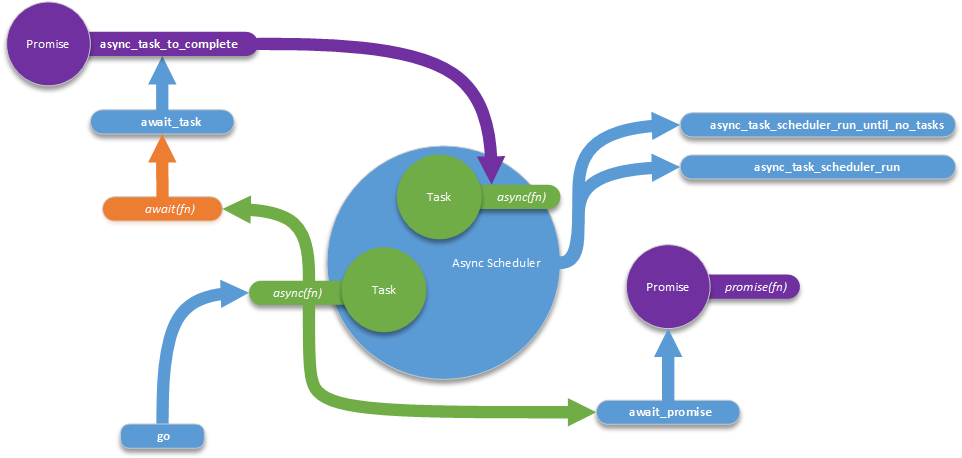 Promise
async_task_to_complete
await_task
async_task_scheduler_run_until_no_tasks
async_task_scheduler_run
Task
async(fn)
await(fn)
Async Scheduler
async(fn)
Task
Promise
promise(fn)
await_promise
go